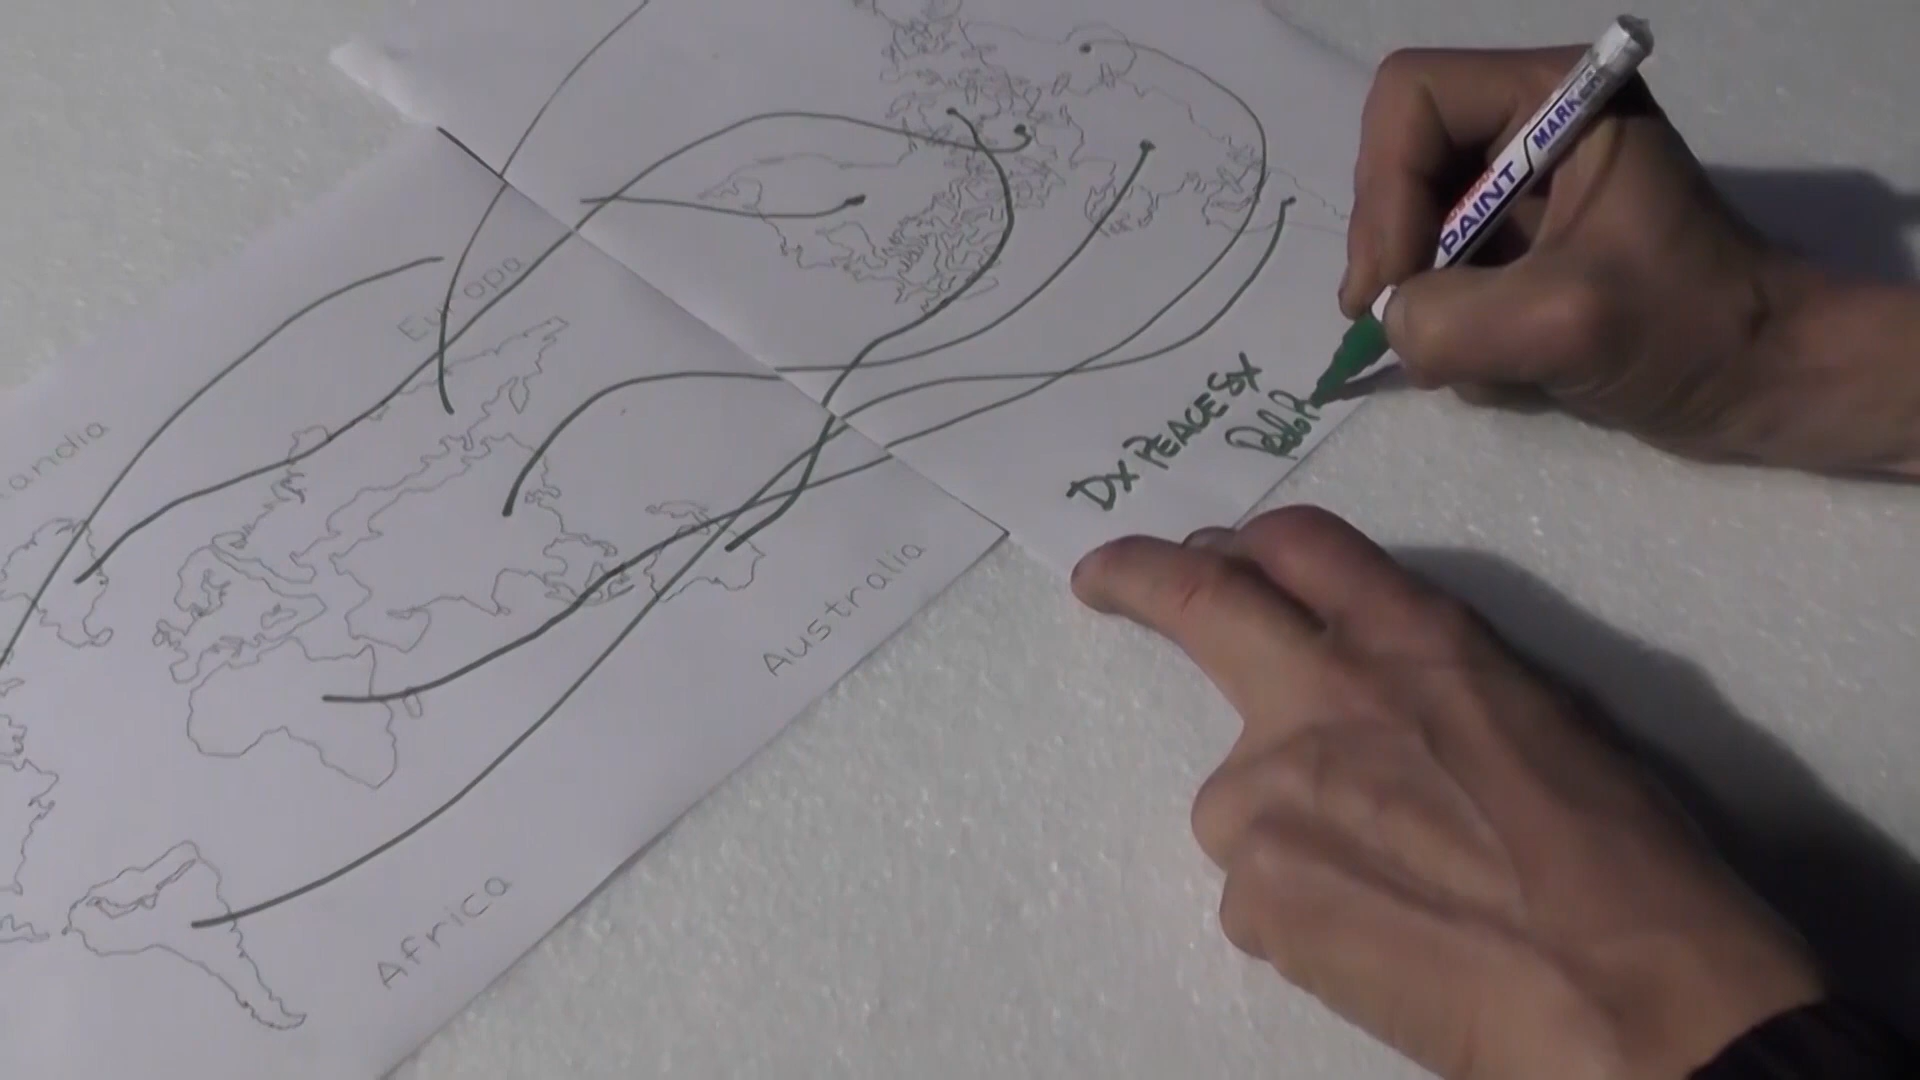 Europa
Australia
Africa
DX PEACE SX
PAINT MARKER